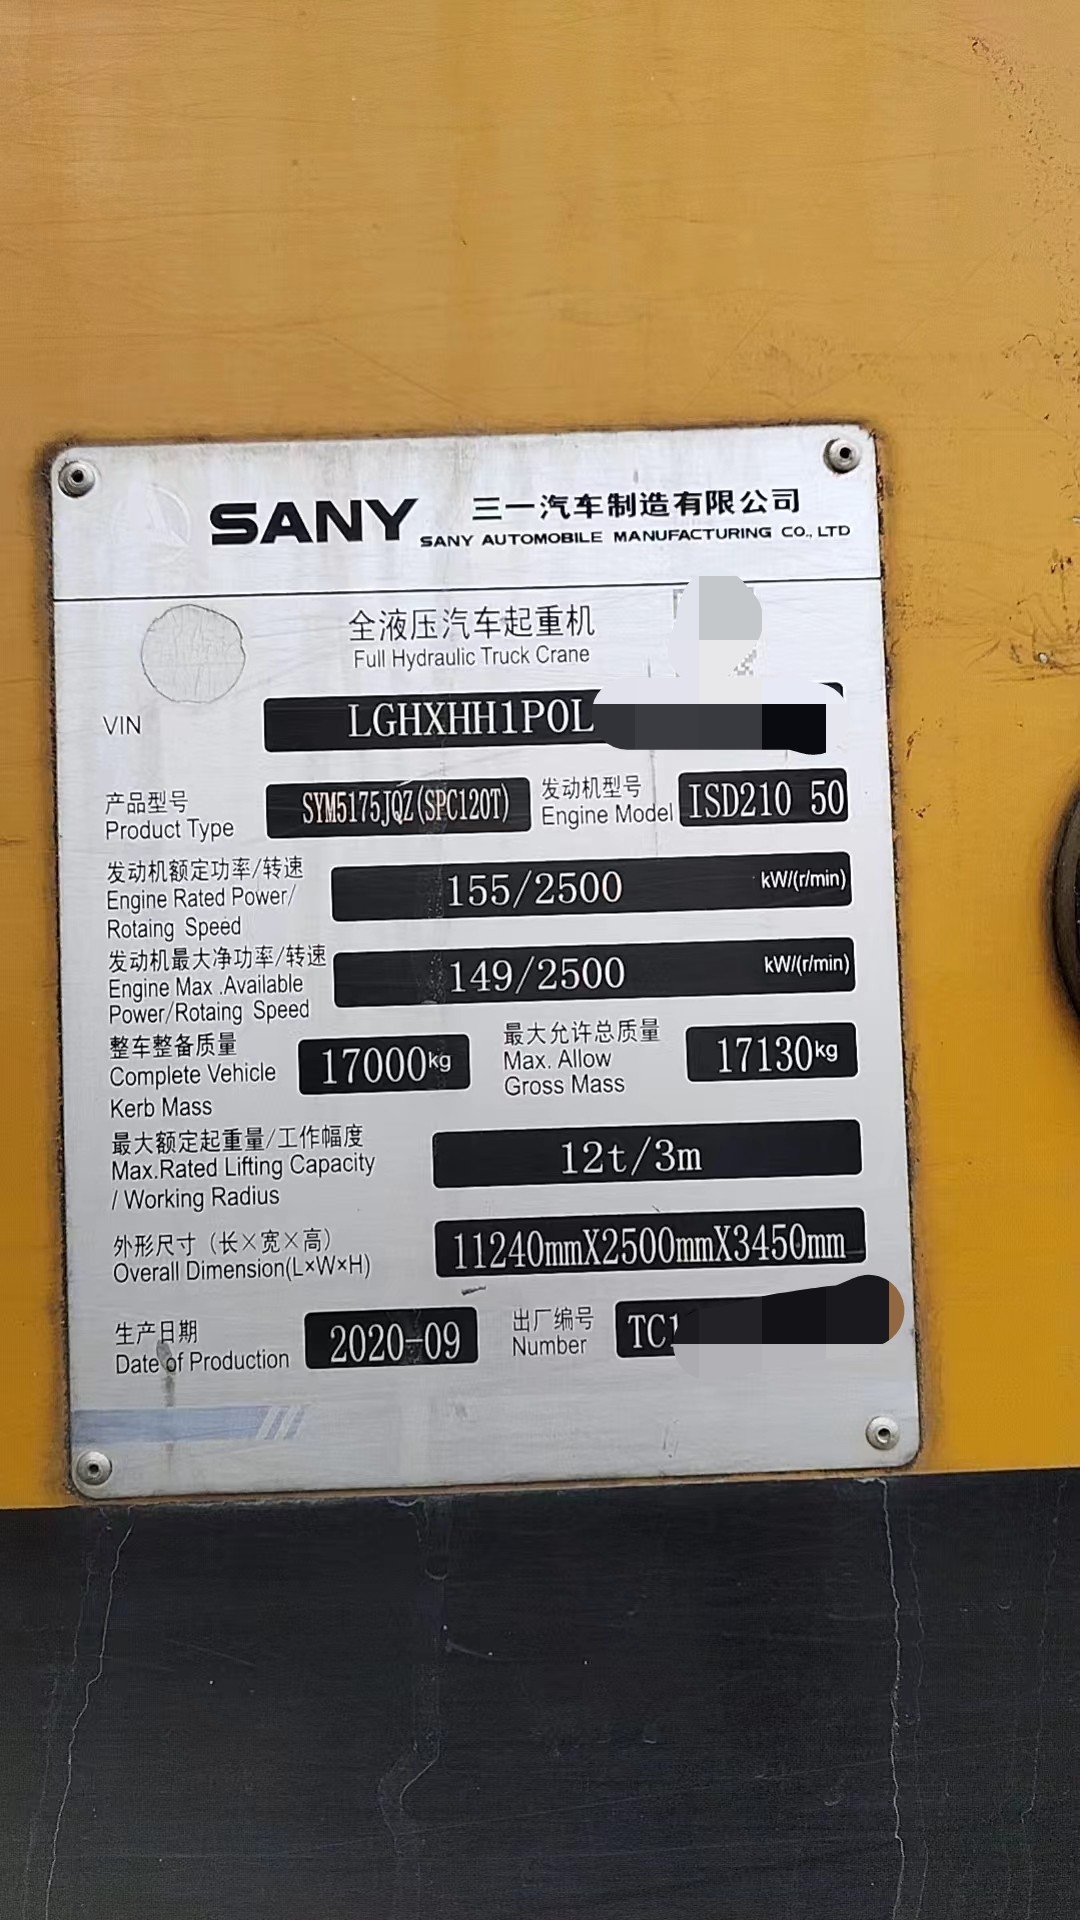 SANY 三一汽车制造有限公司
SANY AUTOMOBILE MANUFACTURING CO., LTD
全液压汽车起重机
Full Hydraulic Truck Crane
VIN LGHXHH1P0L
产品型号 SYM5175JQZ(SPC120T) 发动机型号 ISD210 50
Product Type Engine Model
发动机额定功率/转速
Engine Rated Power/ 155/2500 kW/(r/min)
Rotaing Speed
发动机最大净功率/转速
Engine Max .Available 149/2500 kW/(r/min)
Power/Rotaing Speed
整车整备质量 最大允许总质量
Complete Vehicle 17000kg Max. Allow 17130kg
Kerb Mass Gross Mass
最大额定起重量/工作幅度
Max.Rated Lifting Capacity 12t/3m
/ Working Radius
外形尺寸（长×宽×高） 11240mmX2500mmX3450mm
Overall Dimension(L×W×H)
生产日期 2020-09 出厂编号 TC1
Date of Production Number